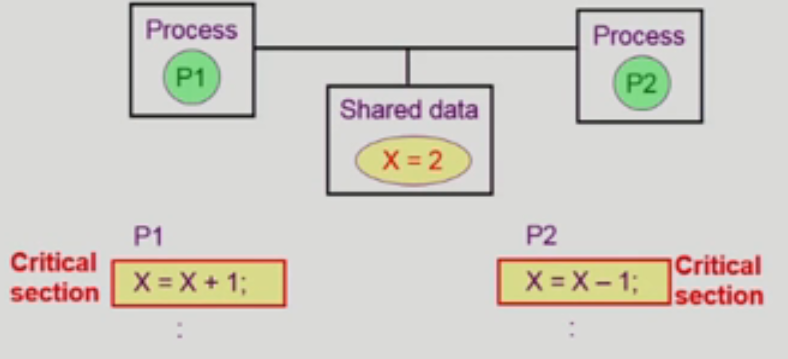 Process
P1
Process
P2
Shared data
X = 2
P1
P2
Critical
section
X = X + 1;
X = X – 1;
Critical
section
:
: